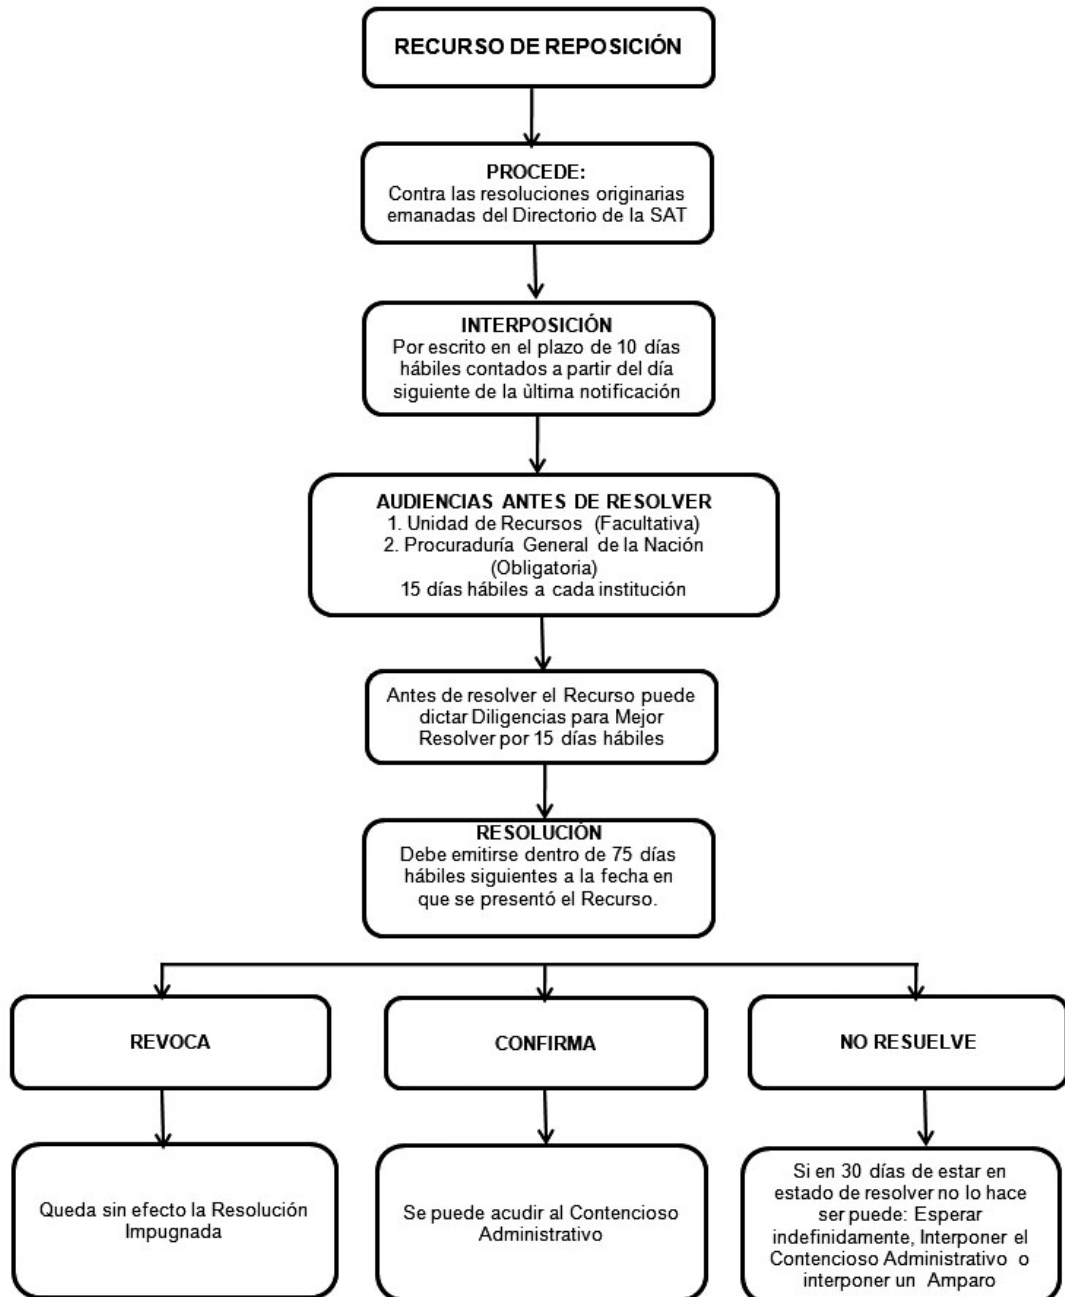 RECURSO DE REPOSICIÓN
PROCEDE:
Contra las resoluciones originarias
emanadas del Directorio de la SAT
INTERPOSICIÓN
Por escrito en el plazo de 10 días
hábiles contados a partir del día
siguiente de la ùltima notificación
AUDIENCIAS ANTES DE RESOLVER
1. Unidad de Recursos (Facultativa)
2. Procuraduría General de la Nación
(Obligatoria)
15 días hábiles a cada institución
Antes de resolver el Recurso puede
dictar Diligencias para Mejor
Resolver por 15 días hábiles
RESOLUCIÓN
Debe emitirse dentro de 75 días
hábiles siguientes a la fecha en
que se presentó el Recurso.
REVOCA
CONFIRMA
NO RESUELVE
Queda sin efecto la Resolución
Impugnada
Se puede acudir al Contencioso
Administrativo
Si en 30 días de estar en
estado de resolver no lo hace
ser puede: Esperar
indefinidamente, Interponer el
Contencioso Administrativo o
interponer un Amparo